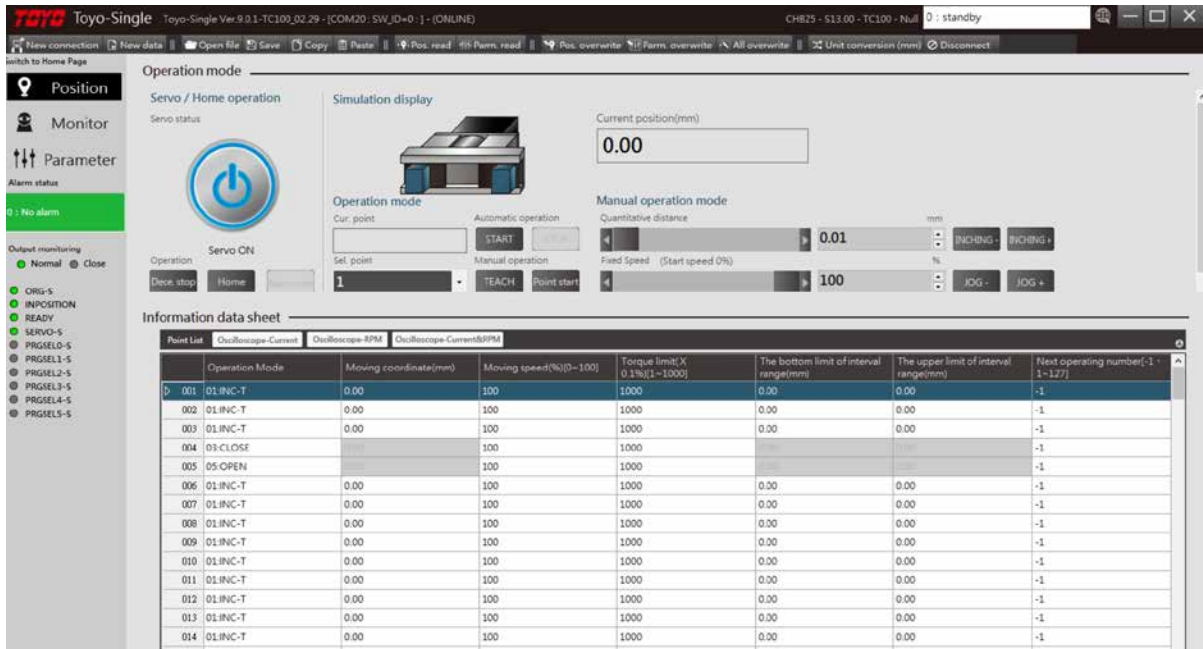 TOYO Toyo-Single Toyo-Single Ver.9.0.1-TC100_02.29 - [COM20 : SW_ID=0 : ] - (ONLINE) CHB25 - S13.00 - TC100 - Null 0 : standby
New connection New data Open file Save Copy Paste Pos. read Parm. read Pos. overwrite Parm. overwrite All overwrite Unit conversion (mm) Disconnect
witch to Home Page
Position
Monitor
Parameter
Alarm status
0 : No alarm
Output monitoring
Normal Close
ORG-S
INPOSITION
READY
SERVO-S
PRGSEL0-S
PRGSEL1-S
PRGSEL2-S
PRGSEL3-S
PRGSEL4-S
PRGSEL5-S
Operation mode
Servo / Home operation
Servo status
Servo ON
Operation
Dece. stop Home
Simulation display
Operation mode
Cur. point Automatic operation
START
Sel. point Manual operation
1 TEACH Point start
Current position(mm)
0.00
Manual operation mode
Quantitative distance mm
0.01 INCHING - INCHING +
Fixed Speed (Start speed 0%) %
100 JOG - JOG +
Information data sheet
Point List Oscilloscope-Current Oscilloscope-RPM Oscilloscope-Current&RPM
Operation Mode Moving coordinate(mm) Moving speed(%)[0~100] Torque limit(X 0.1%)[1~1000] The bottom limit of interval range(mm) The upper limit of interval range(mm) Next operating number[-1、1~127]
001 01:INC-T 0.00 100 1000 0.00 0.00 -1
002 01:INC-T 0.00 100 1000 0.00 0.00 -1
003 01:INC-T 0.00 100 1000 0.00 0.00 -1
004 03:CLOSE 100 1000 -1
005 05:OPEN 100 1000 -1
006 01:INC-T 0.00 100 1000 0.00 0.00 -1
007 01:INC-T 0.00 100 1000 0.00 0.00 -1
008 01:INC-T 0.00 100 1000 0.00 0.00 -1
009 01:INC-T 0.00 100 1000 0.00 0.00 -1
010 01:INC-T 0.00 100 1000 0.00 0.00 -1
011 01:INC-T 0.00 100 1000 0.00 0.00 -1
012 01:INC-T 0.00 100 1000 0.00 0.00 -1
013 01:INC-T 0.00 100 1000 0.00 0.00 -1
014 01:INC-T 0.00 100 1000 0.00 0.00 -1